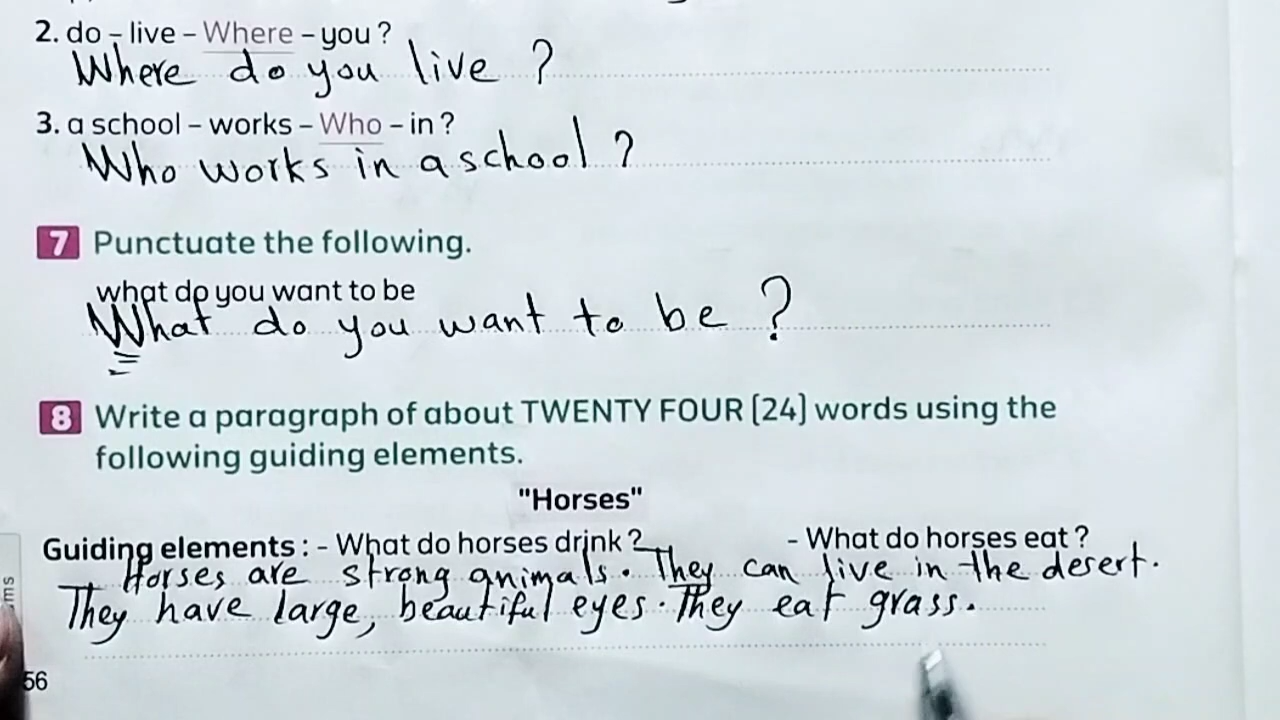 2. do – live – Where – you ?
Where do you live ?
3. a school – works – Who – in ?
Who works in a school ?
7 Punctuate the following.
what do you want to be
What do you want to be ?
8 Write a paragraph of about TWENTY FOUR (24) words using the
following guiding elements.
"Horses"
Guiding elements : - What do horses drink ? - What do horses eat ?
Horses are strong animals. They can live in the desert.
They have large, beautiful eyes. They eat grass.
56